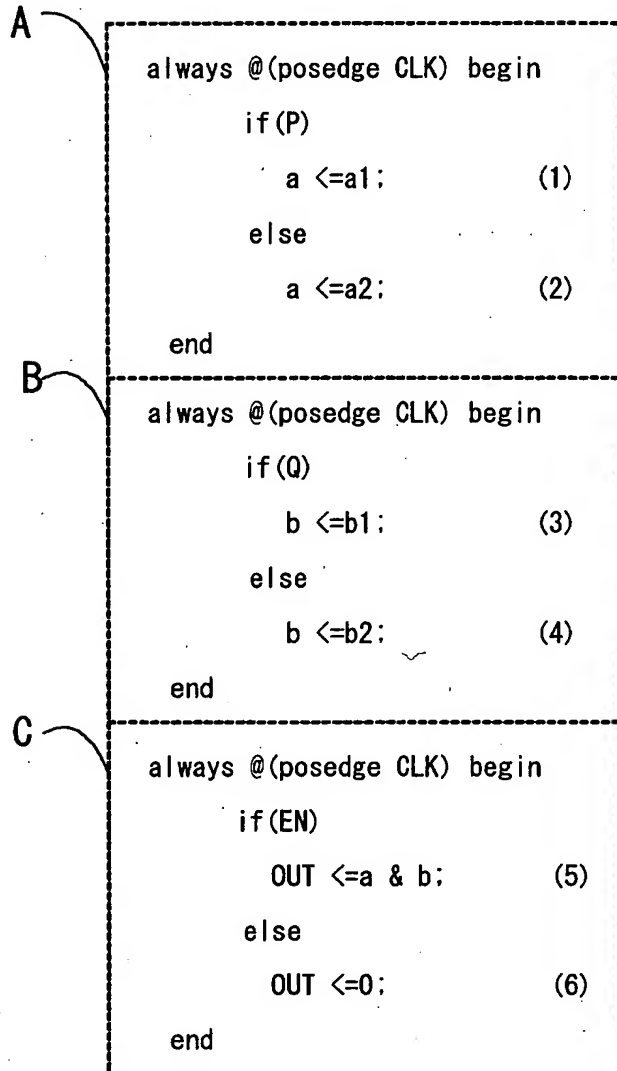 A
always @(posedge CLK) begin
if(P)
a <=a1; (1)
else
a <=a2; (2)
end
B
always @(posedge CLK) begin
if(Q)
b <=b1; (3)
else
b <=b2; (4)
end
C
always @(posedge CLK) begin
if(EN)
OUT <=a & b; (5)
else
OUT <=0; (6)
end